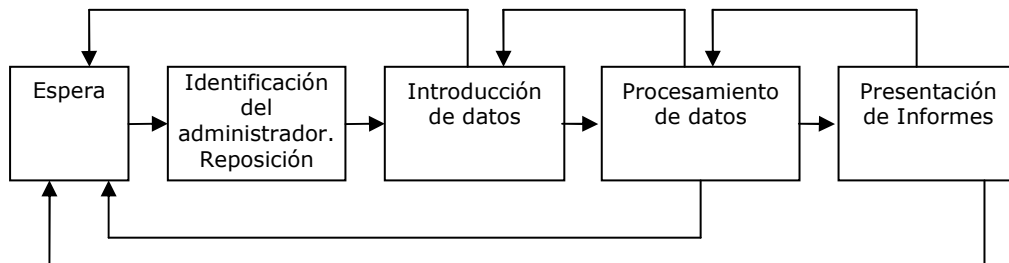 Espera
Identificación
del
administrador.
Reposición
Introducción
de datos
Procesamiento
de datos
Presentación
de Informes